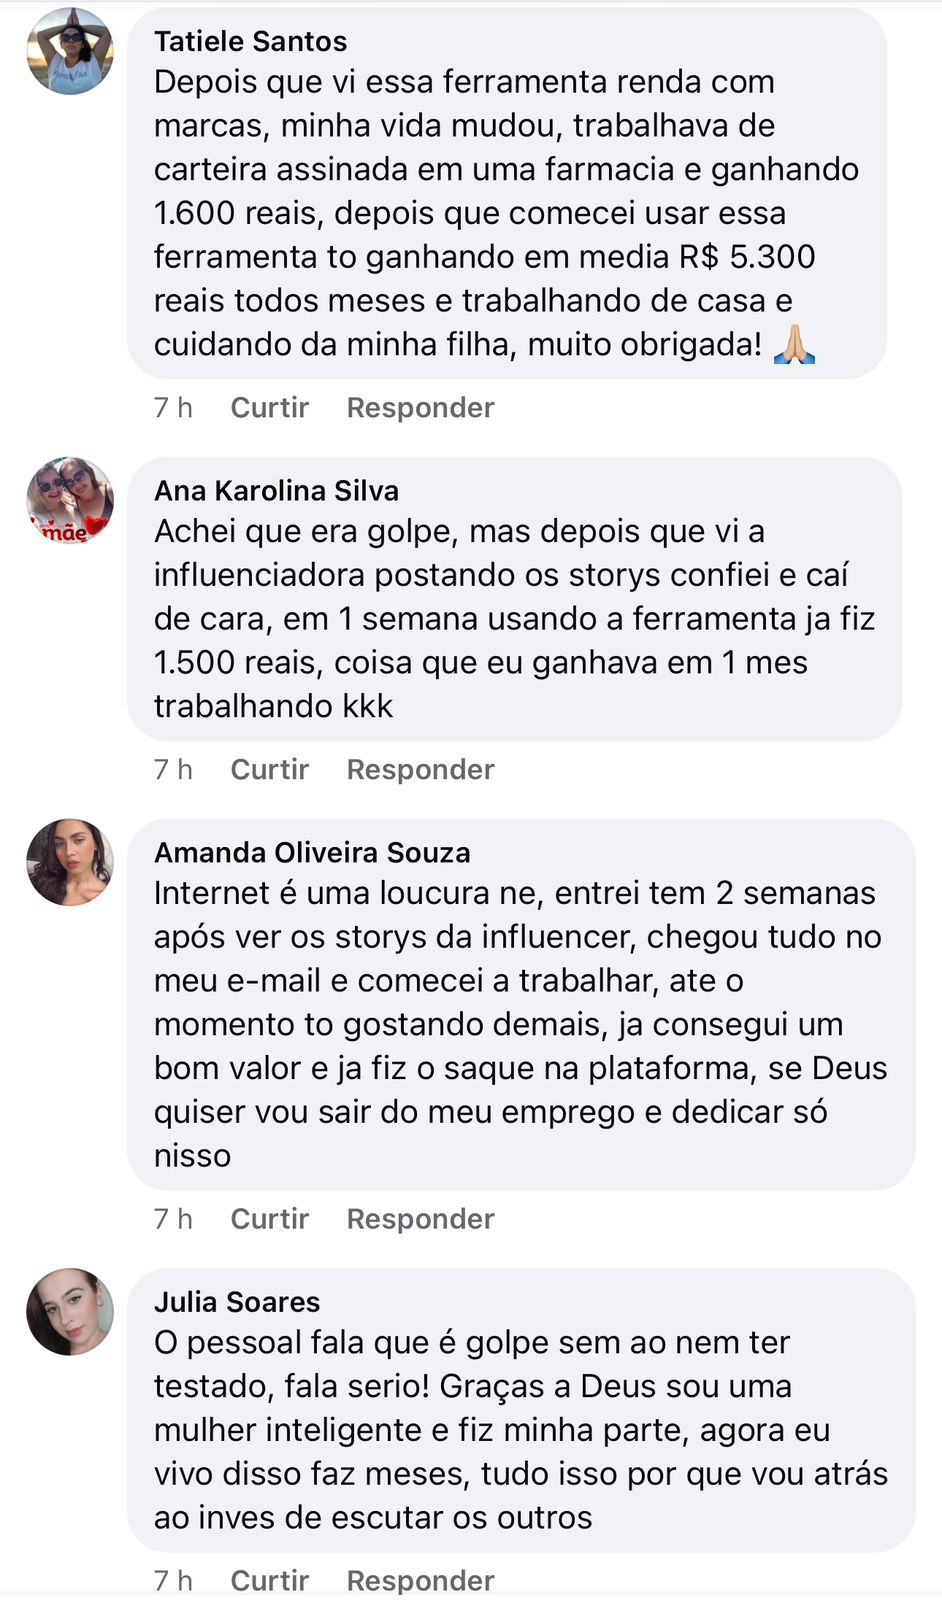 Tatiele Santos
Depois que vi essa ferramenta renda com
marcas, minha vida mudou, trabalhava de
carteira assinada em uma farmacia e ganhando
1.600 reais, depois que comecei usar essa
ferramenta to ganhando em media R$ 5.300
reais todos meses e trabalhando de casa e
cuidando da minha filha, muito obrigada! 🙏🏼
7 h Curtir Responder
mãe
Ana Karolina Silva
Achei que era golpe, mas depois que vi a
influenciadora postando os storys confiei e caí
de cara, em 1 semana usando a ferramenta ja fiz
1.500 reais, coisa que eu ganhava em 1 mes
trabalhando kkk
7 h Curtir Responder
Amanda Oliveira Souza
Internet é uma loucura ne, entrei tem 2 semanas
após ver os storys da influencer, chegou tudo no
meu e-mail e comecei a trabalhar, ate o
momento to gostando demais, ja consegui um
bom valor e ja fiz o saque na plataforma, se Deus
quiser vou sair do meu emprego e dedicar só
nisso
7 h Curtir Responder
Julia Soares
O pessoal fala que é golpe sem ao nem ter
testado, fala serio! Graças a Deus sou uma
mulher inteligente e fiz minha parte, agora eu
vivo disso faz meses, tudo isso por que vou atrás
ao inves de escutar os outros
7 h Curtir Responder